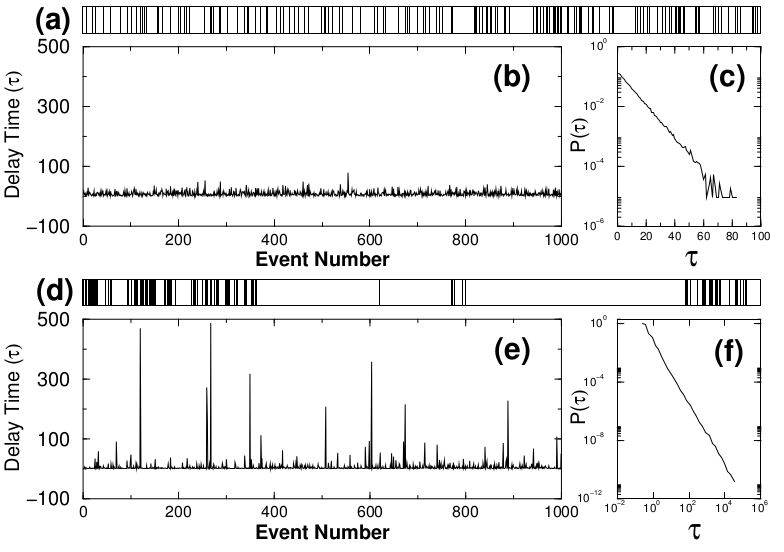 (a)
500
300
100
−100
Delay Time (τ)
(b)
0 200 400 600 800 1000
Event Number
10^0
10^−2
10^−4
10^−6
P(τ)
(c)
0 20 40 60 80 100
τ
(d)
500
300
100
−100
Delay Time (τ)
(e)
0 200 400 600 800 1000
Event Number
10^0
10^−4
10^−8
10^−12
P(τ)
(f)
10^−2 10^0 10^2 10^4 10^6
τ